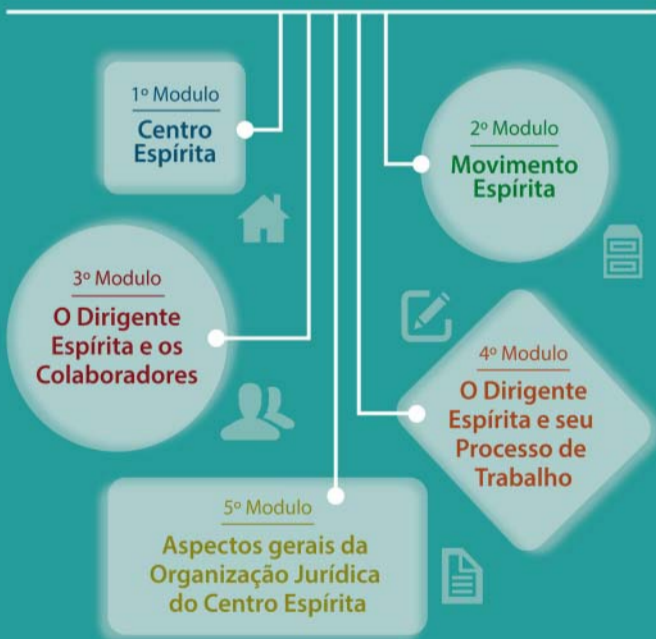 1º Modulo
Centro
Espírita
2º Modulo
Movimento
Espírita
3º Modulo
O Dirigente
Espírita e os
Colaboradores
4º Modulo
O Dirigente
Espírita e seu
Processo de
Trabalho
5º Modulo
Aspectos gerais da
Organização Jurídica
do Centro Espírita